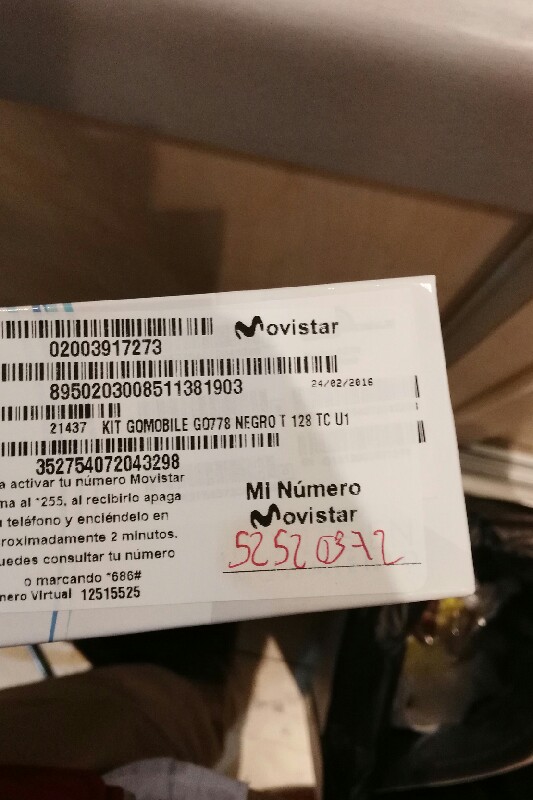 Movistar
02003917273
8950203008511381903
24/02/2016
21437 KIT GOMOBILE GO778 NEGRO T 128 TC U1
352754072043298
a activar tu número Movistar
ma al *255, al recibirlo apaga
u teléfono y enciéndelo en
roximadamente 2 minutos.
uedes consultar tu número
o marcando *686#
nero Virtual 12515525
Mi Número
Movistar
52520372